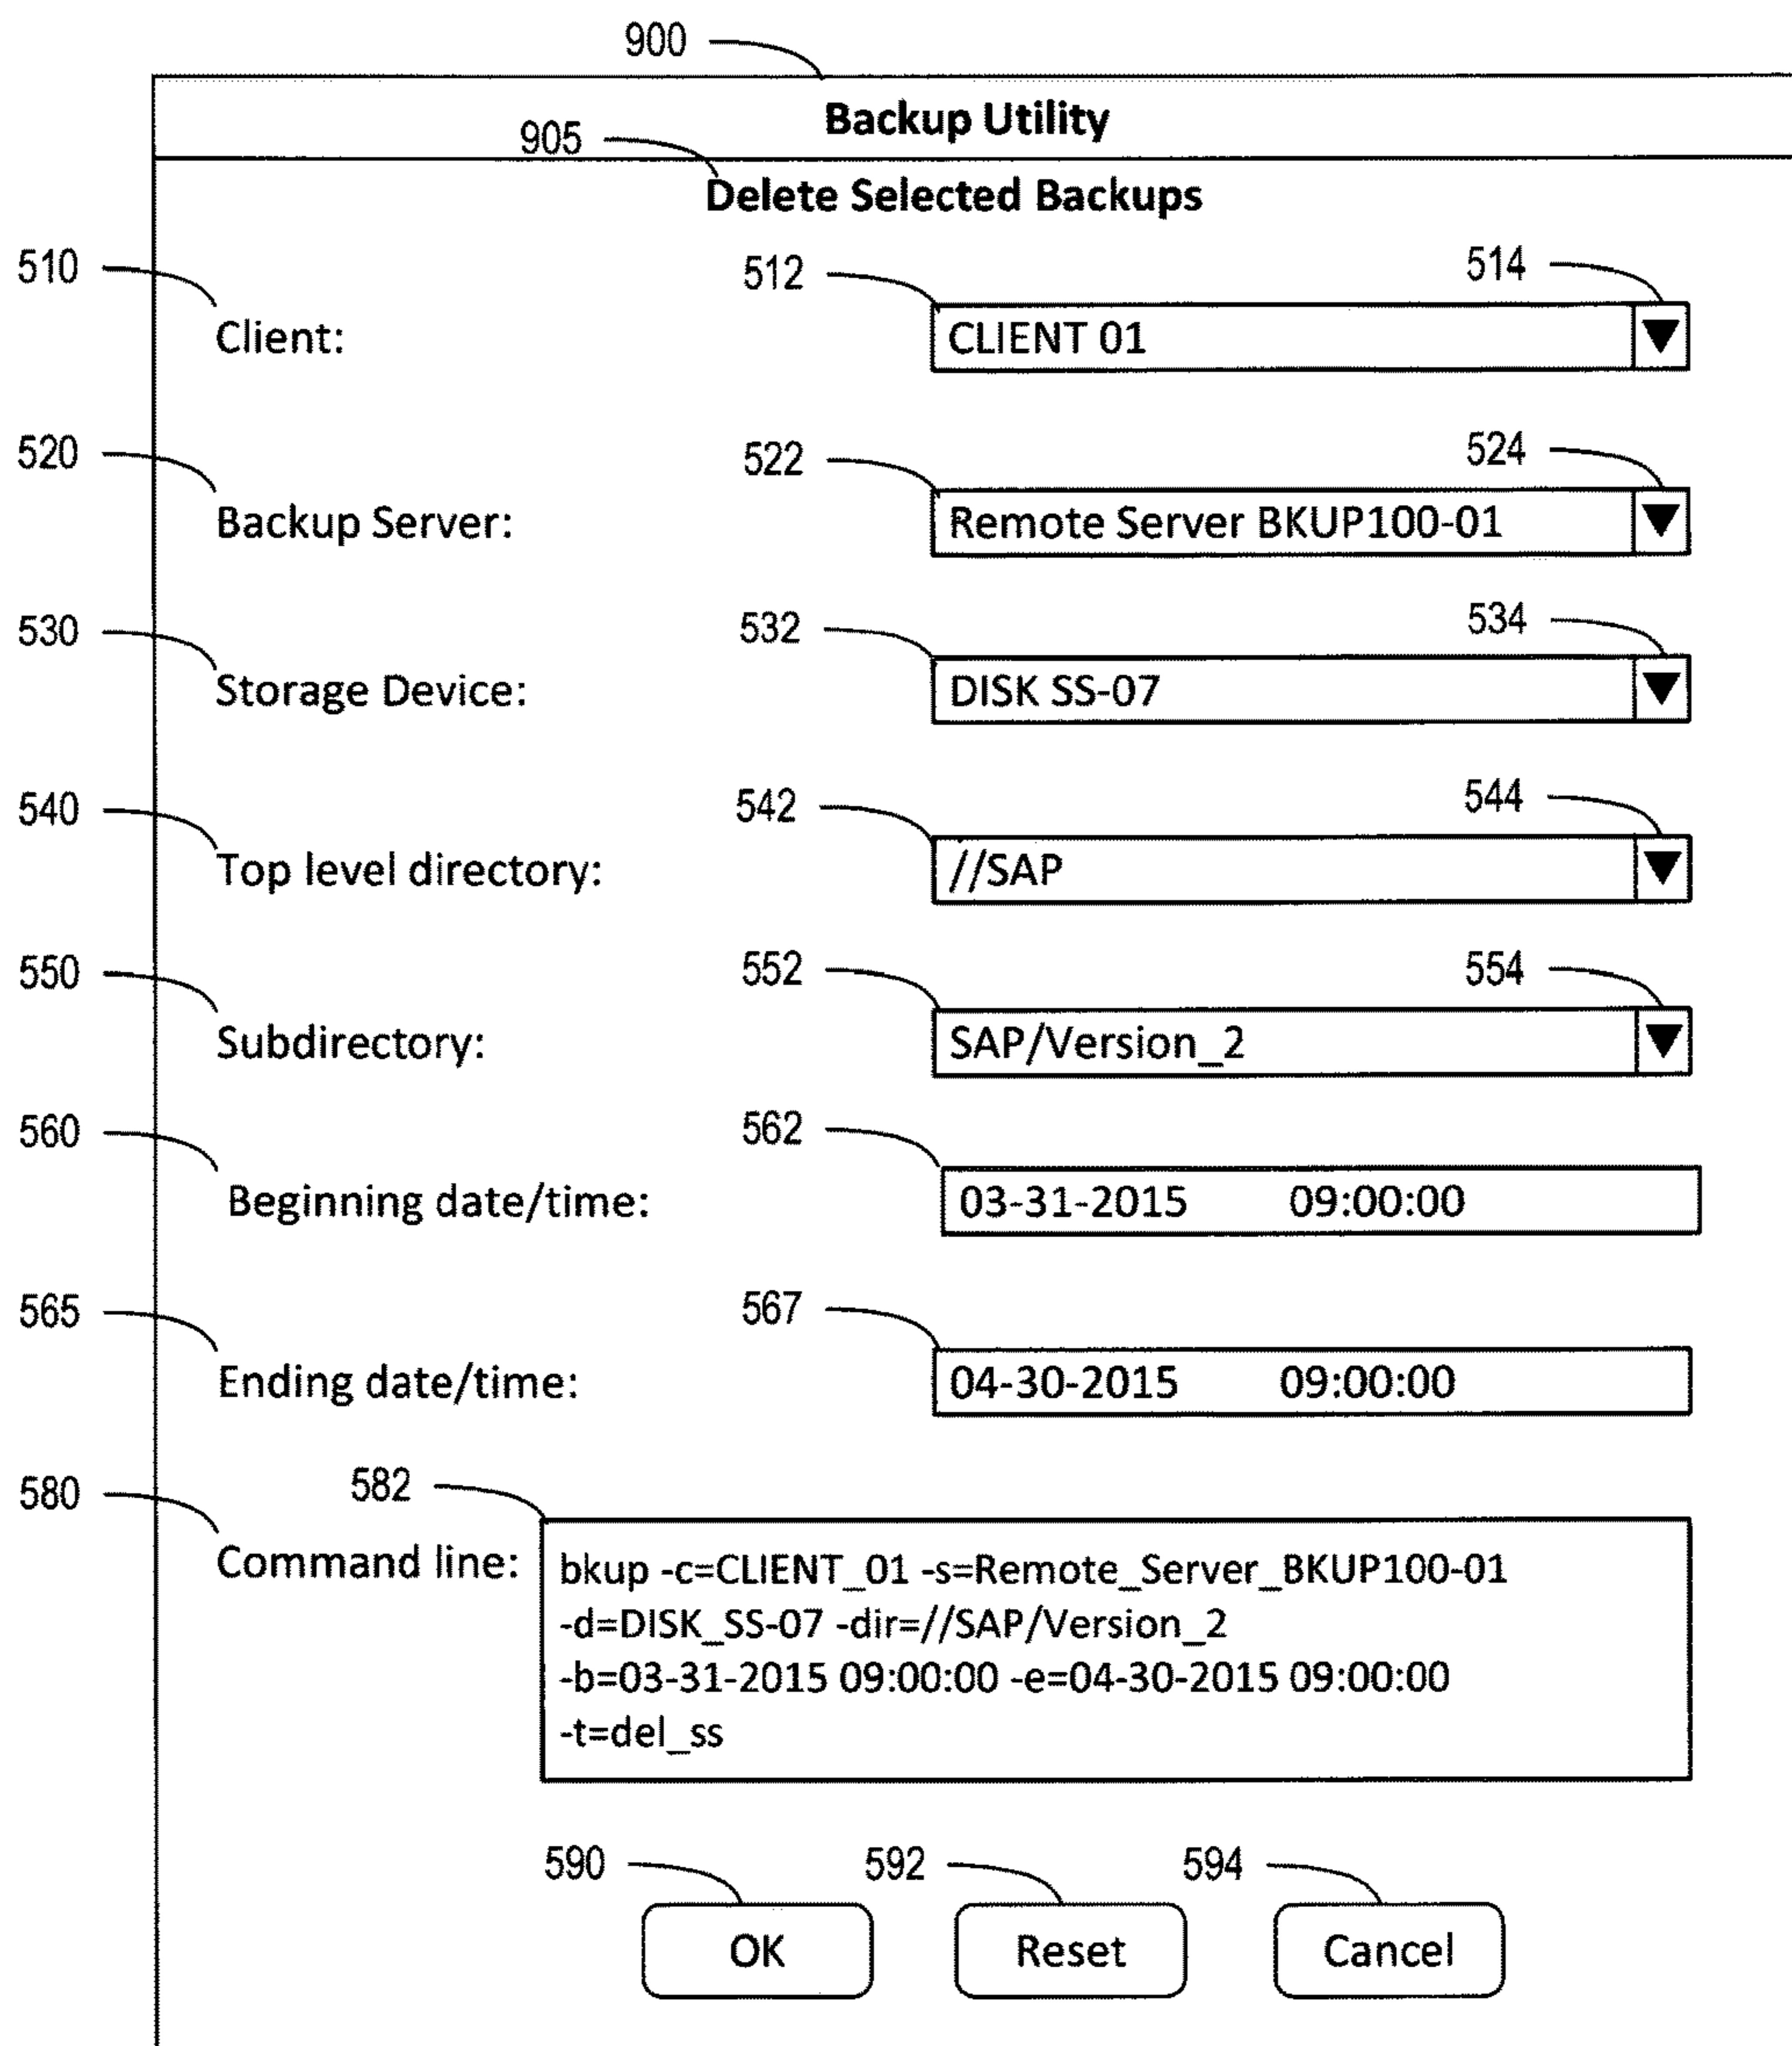 900
Backup Utility
905
Delete Selected Backups
510 512 514
Client: CLIENT 01
520 522 524
Backup Server: Remote Server BKUP100-01
530 532 534
Storage Device: DISK SS-07
540 542 544
Top level directory: //SAP
550 552 554
Subdirectory: SAP/Version_2
560 562
Beginning date/time: 03-31-2015 09:00:00
565 567
Ending date/time: 04-30-2015 09:00:00
580 582
Command line: bkup -c=CLIENT_01 -s=Remote_Server_BKUP100-01
-d=DISK_SS-07 -dir=//SAP/Version_2
-b=03-31-2015 09:00:00 -e=04-30-2015 09:00:00
-t=del_ss
590 592 594
OK Reset Cancel